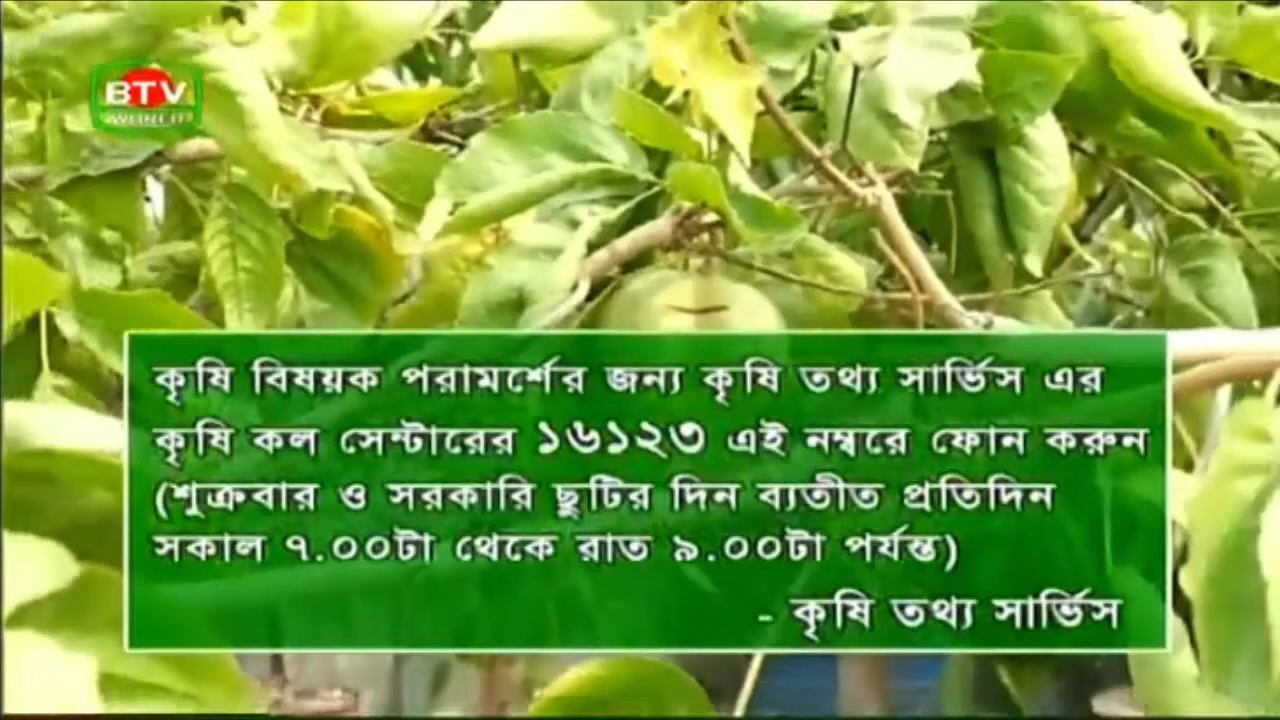 BTV
WORLD
কৃষি বিষয়ক পরামর্শের জন্য কৃষি তথ্য সার্ভিস এর
কৃষি কল সেন্টারের ১৬১২৩ এই নম্বরে ফোন করুন
(শুক্রবার ও সরকারি ছুটির দিন ব্যতীত প্রতিদিন
সকাল ৭.০০টা থেকে রাত ৯.০০টা পর্যন্ত)
- কৃষি তথ্য সার্ভিস